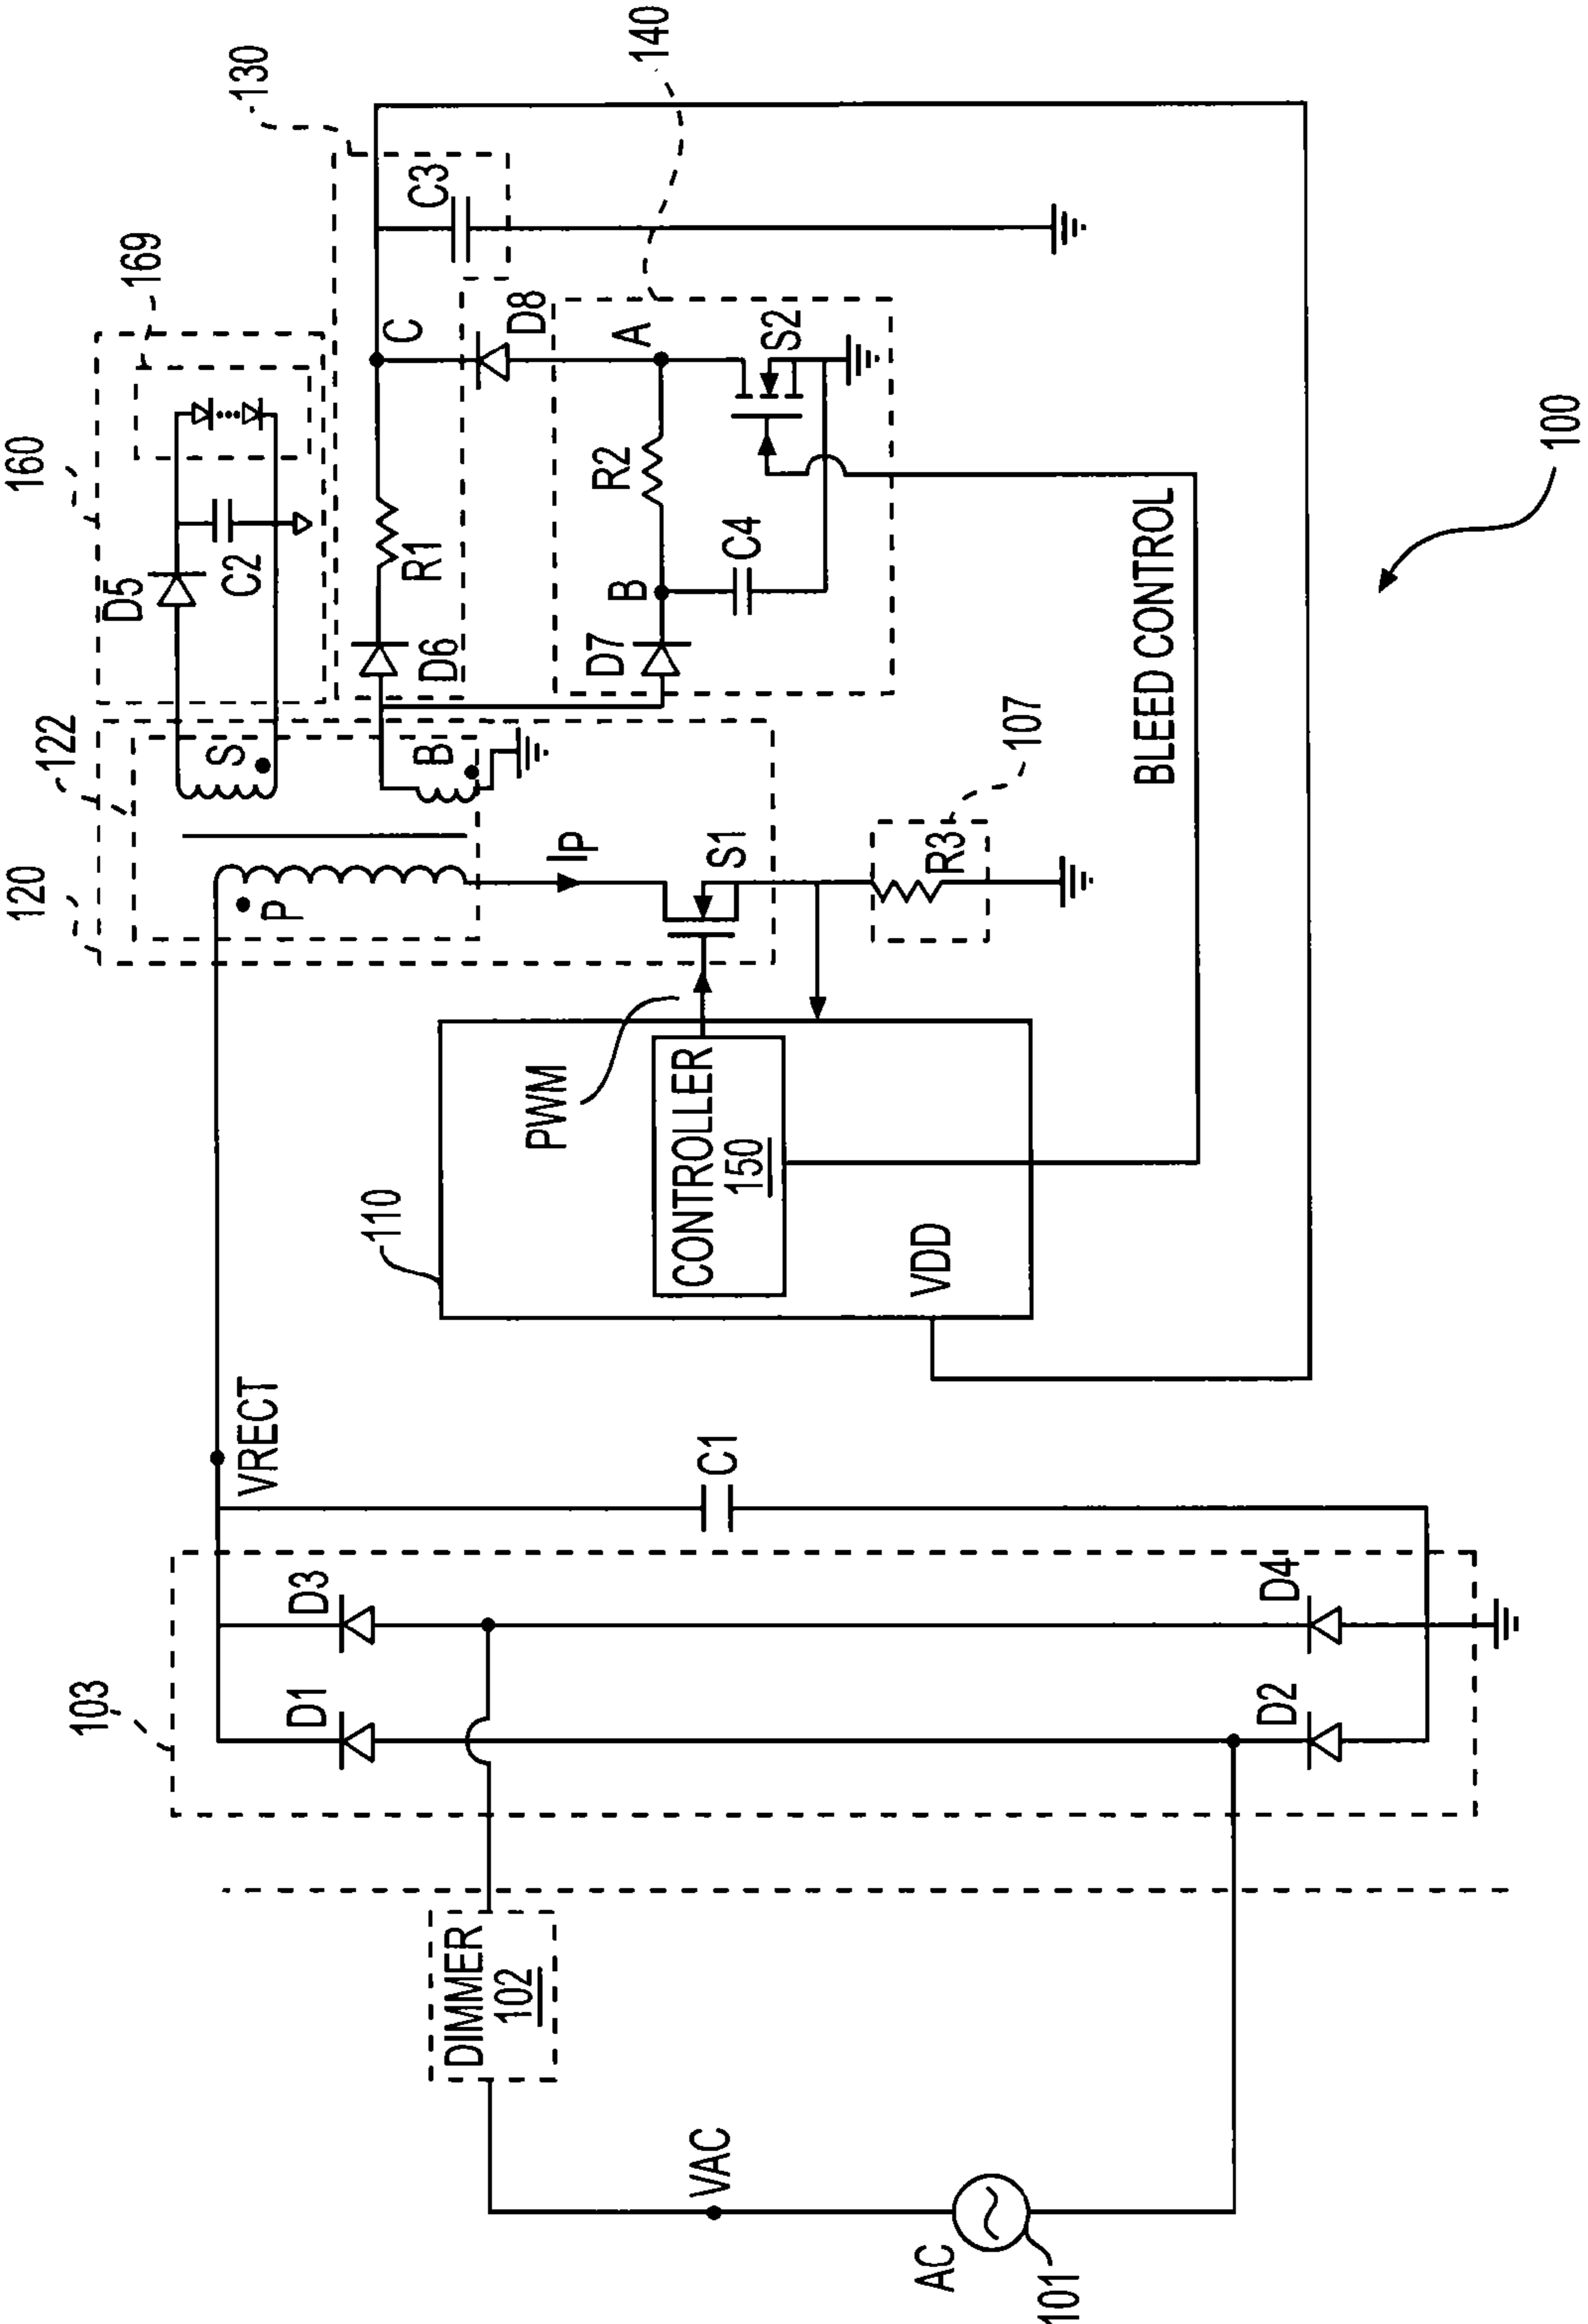 101
AC
VAC
DIMMER
102
103
D1
D3
D2
D4
C1
VRECT
110
CONTROLLER
150
VDD
PWM
120
122
P
S
B
IP
S1
R3
107
BLEED CONTROL
160
169
D5
C2
130
D6
R1
C
C3
D8
140
D7
B
R2
A
C4
S2
100